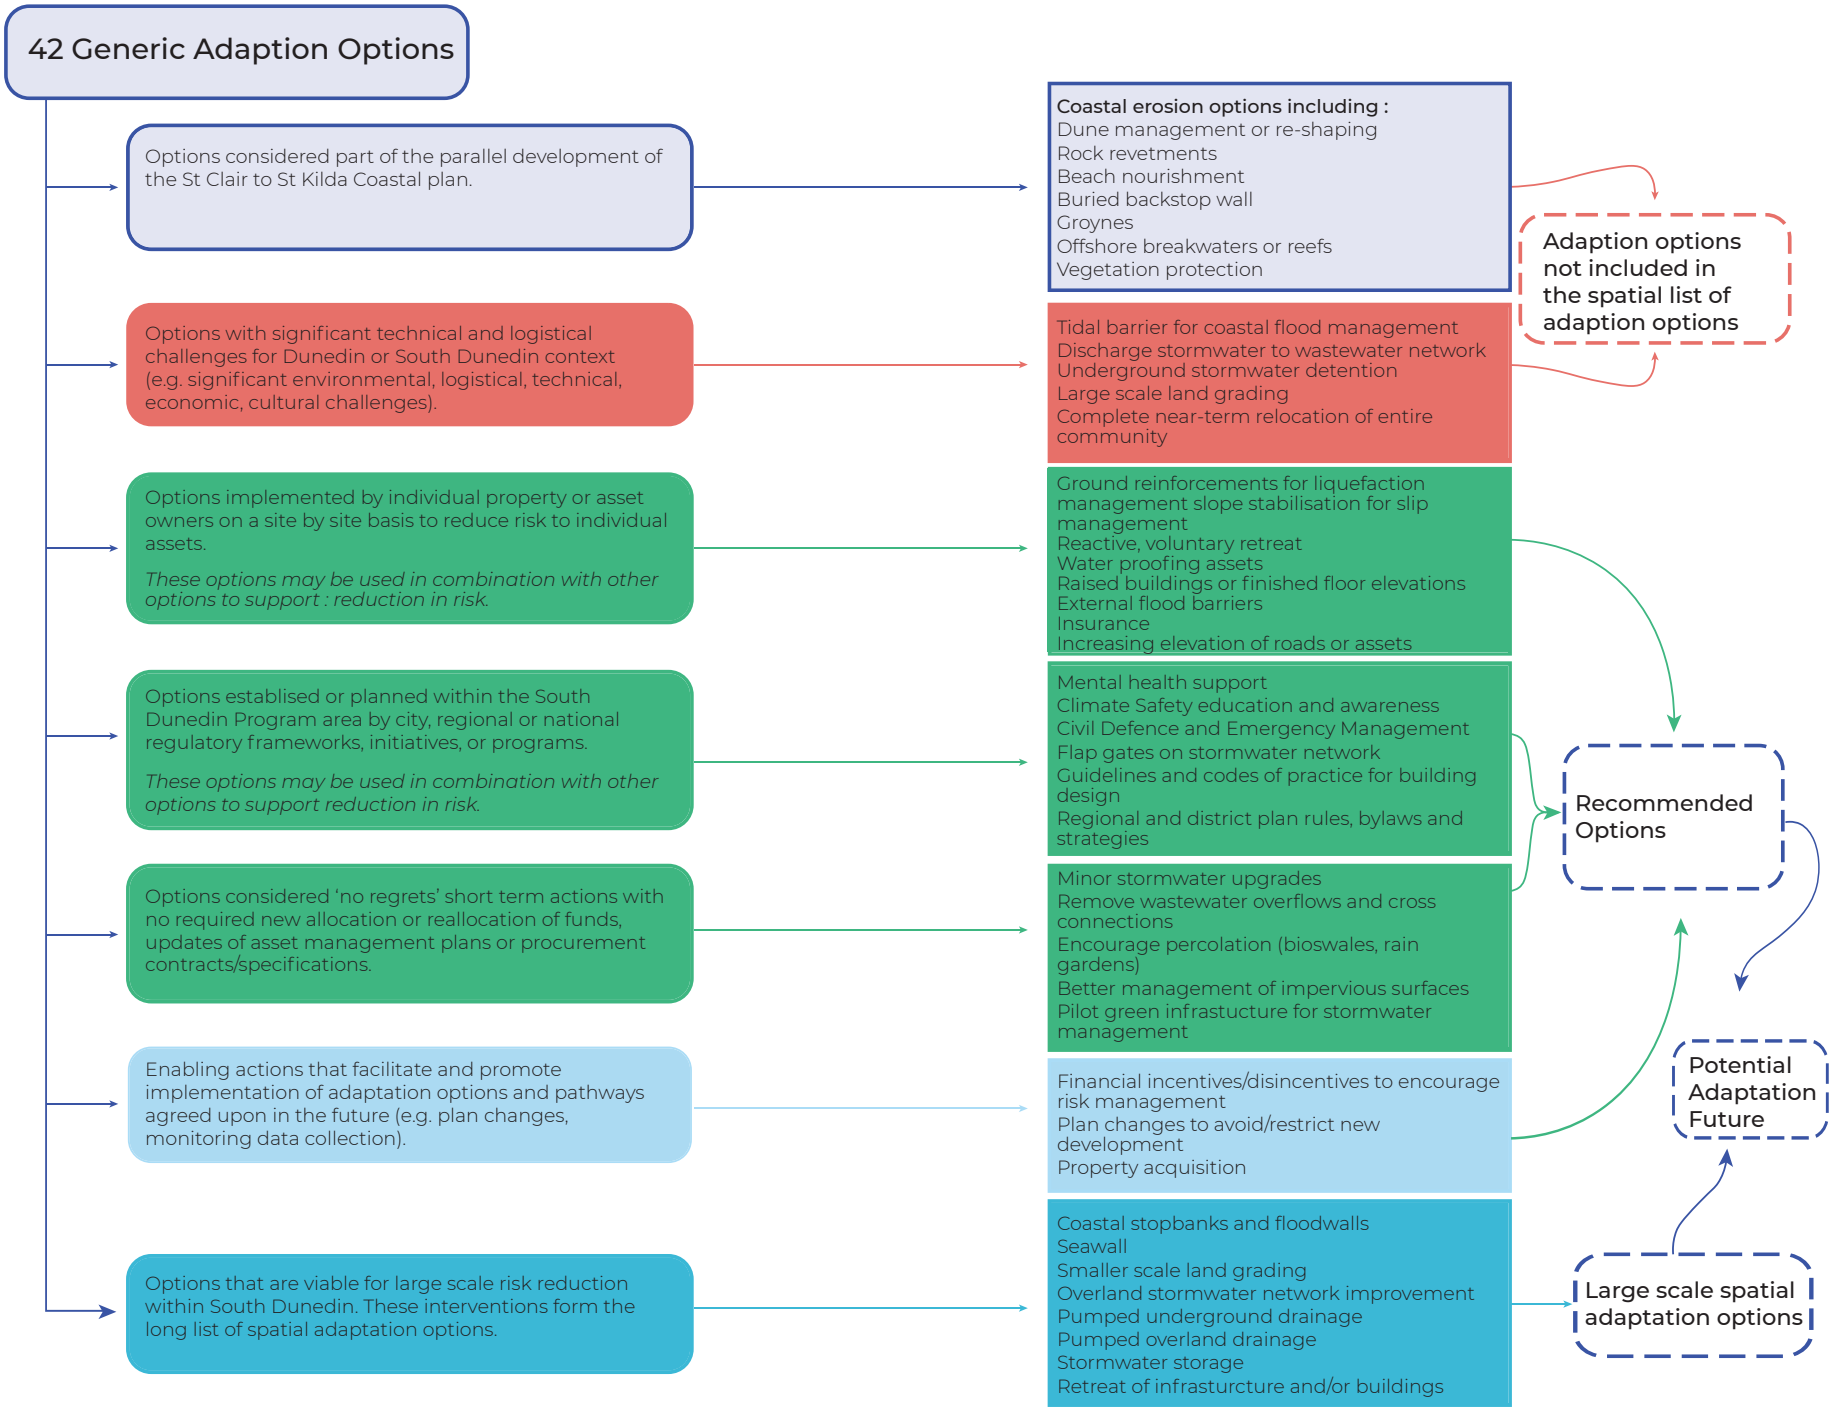 42 Generic Adaption Options
Options considered part of the parallel development of
the St Clair to St Kilda Coastal plan.
Coastal erosion options including :
Dune management or re-shaping
Rock revetments
Beach nourishment
Buried backstop wall
Groynes
Offshore breakwaters or reefs
Vegetation protection
Adaption options
not included in
the spatial list of
adaption options
Options with significant technical and logistical
challenges for Dunedin or South Dunedin context
(e.g. significant environmental, logistical, technical,
economic, cultural challenges).
Tidal barrier for coastal flood management
Discharge stormwater to wastewater network
Underground stormwater detention
Large scale land grading
Complete near-term relocation of entire
community
Options implemented by individual property or asset
owners on a site by site basis to reduce risk to individual
assets.
These options may be used in combination with other
options to support : reduction in risk.
Ground reinforcements for liquefaction
management slope stabilisation for slip
management
Reactive, voluntary retreat
Water proofing assets
Raised buildings or finished floor elevations
External flood barriers
Insurance
Increasing elevation of roads or assets
Options establised or planned within the South
Dunedin Program area by city, regional or national
regulatory frameworks, initiatives, or programs.
These options may be used in combination with other
options to support reduction in risk.
Mental health support
Climate Safety education and awareness
Civil Defence and Emergency Management
Flap gates on stormwater network
Guidelines and codes of practice for building
design
Regional and district plan rules, bylaws and
strategies
Recommended
Options
Options considered ‘no regrets’ short term actions with
no required new allocation or reallocation of funds,
updates of asset management plans or procurement
contracts/specifications.
Minor stormwater upgrades
Remove wastewater overflows and cross
connections
Encourage percolation (bioswales, rain
gardens)
Better management of impervious surfaces
Pilot green infrastucture for stormwater
management
Enabling actions that facilitate and promote
implementation of adaptation options and pathways
agreed upon in the future (e.g. plan changes,
monitoring data collection).
Financial incentives/disincentives to encourage
risk management
Plan changes to avoid/restrict new
development
Property acquisition
Potential
Adaptation
Future
Options that are viable for large scale risk reduction
within South Dunedin. These interventions form the
long list of spatial adaptation options.
Coastal stopbanks and floodwalls
Seawall
Smaller scale land grading
Overland stormwater network improvement
Pumped underground drainage
Pumped overland drainage
Stormwater storage
Retreat of infrasturcture and/or buildings
Large scale spatial
adaptation options